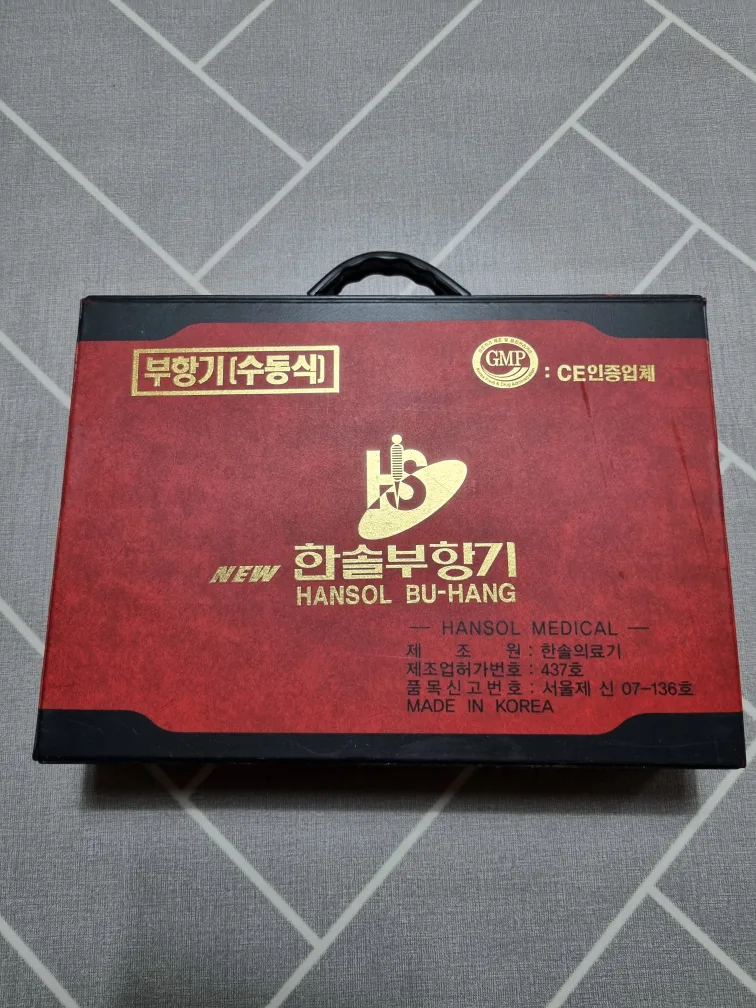 부항기(수동식)
GMP : CE인증업체
HS
NEW 한솔부항기
HANSOL BU-HANG
— HANSOL MEDICAL —
제 조 원 : 한솔의료기
제조업허가번호 : 437호
품목신고번호 : 서울제 신 07-136호
MADE IN KOREA